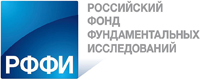 РФФИ
РОССИЙСКИЙ
ФОНД
ФУНДАМЕНТАЛЬНЫХ
ИССЛЕДОВАНИЙ